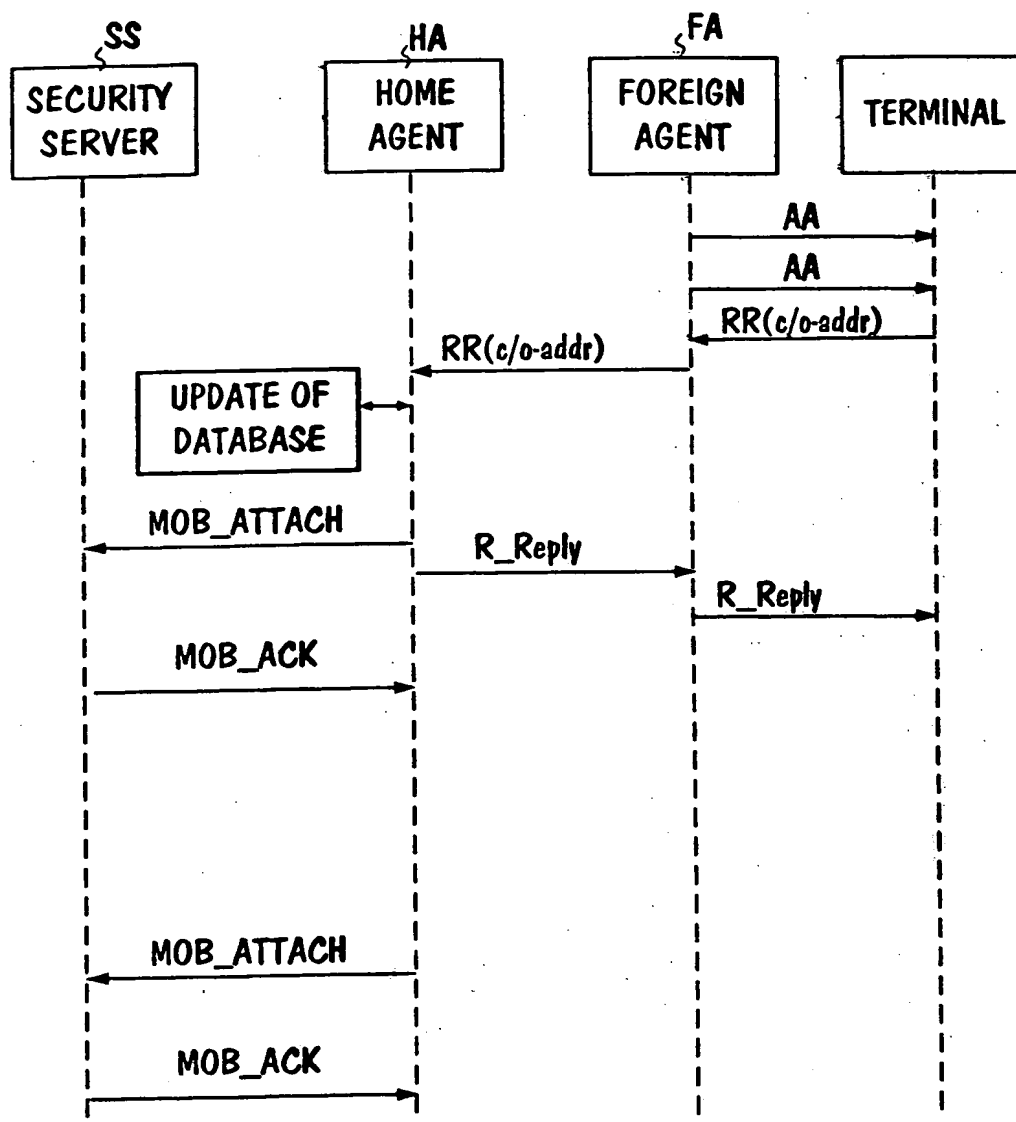 SS
HA
FA
SECURITY
SERVER
HOME
AGENT
FOREIGN
AGENT
TERMINAL
AA
AA
RR(c/o-addr)
RR(c/o-addr)
UPDATE OF
DATABASE
MOB_ATTACH
R_Reply
R_Reply
MOB_ACK
MOB_ATTACH
MOB_ACK